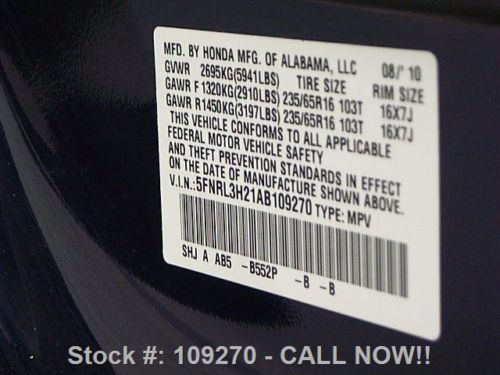 MFD. BY HONDA MFG. OF ALABAMA, LLC 08/'10
GVWR 2695KG(5941LBS) TIRE SIZE RIM SIZE
GAWR F 1320KG(2910LBS) 235/65R16 103T 16X7J
GAWR R1450KG(3197LBS) 235/65R16 103T 16X7J
THIS VEHICLE CONFORMS TO ALL APPLICABLE
FEDERAL MOTOR VEHICLE SAFETY
AND THEFT PREVENTION STANDARDS IN EFFECT
ON THE DATE OF MANUFACTURE SHOWN ABOVE.
V.I.N.:5FNRL3H21AB109270 TYPE: MPV
SHJ A AB5 -B552P -B -B
Stock #: 109270 - CALL NOW!!